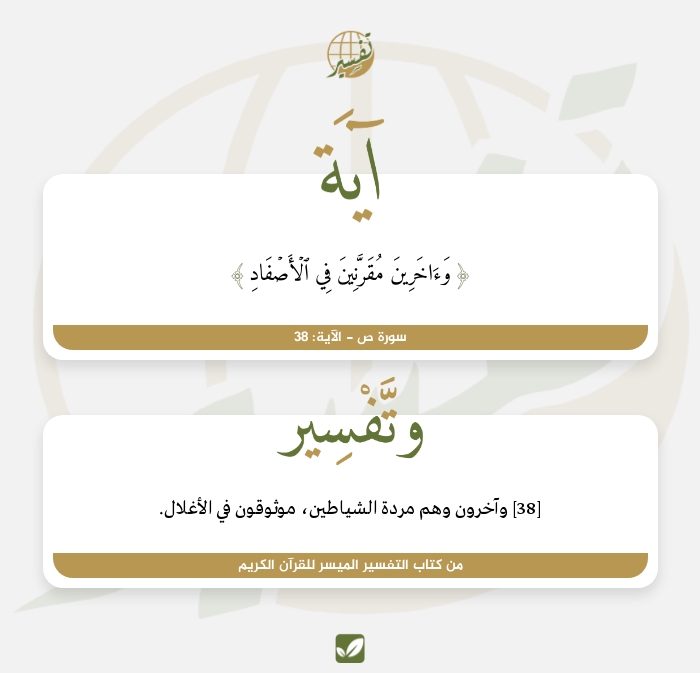 تفسير
آيَة
﴿ وَءَاخَرِينَ مُقَرَّنِينَ فِي ٱلۡأَصۡفَادِ ﴾
سورة ص - الآية: 38
وتَّفْسِير
[38] وآخرون وهم مردة الشياطين، موثوقون في الأغلال.
من كتاب التفسير الميسر للقرآن الكريم